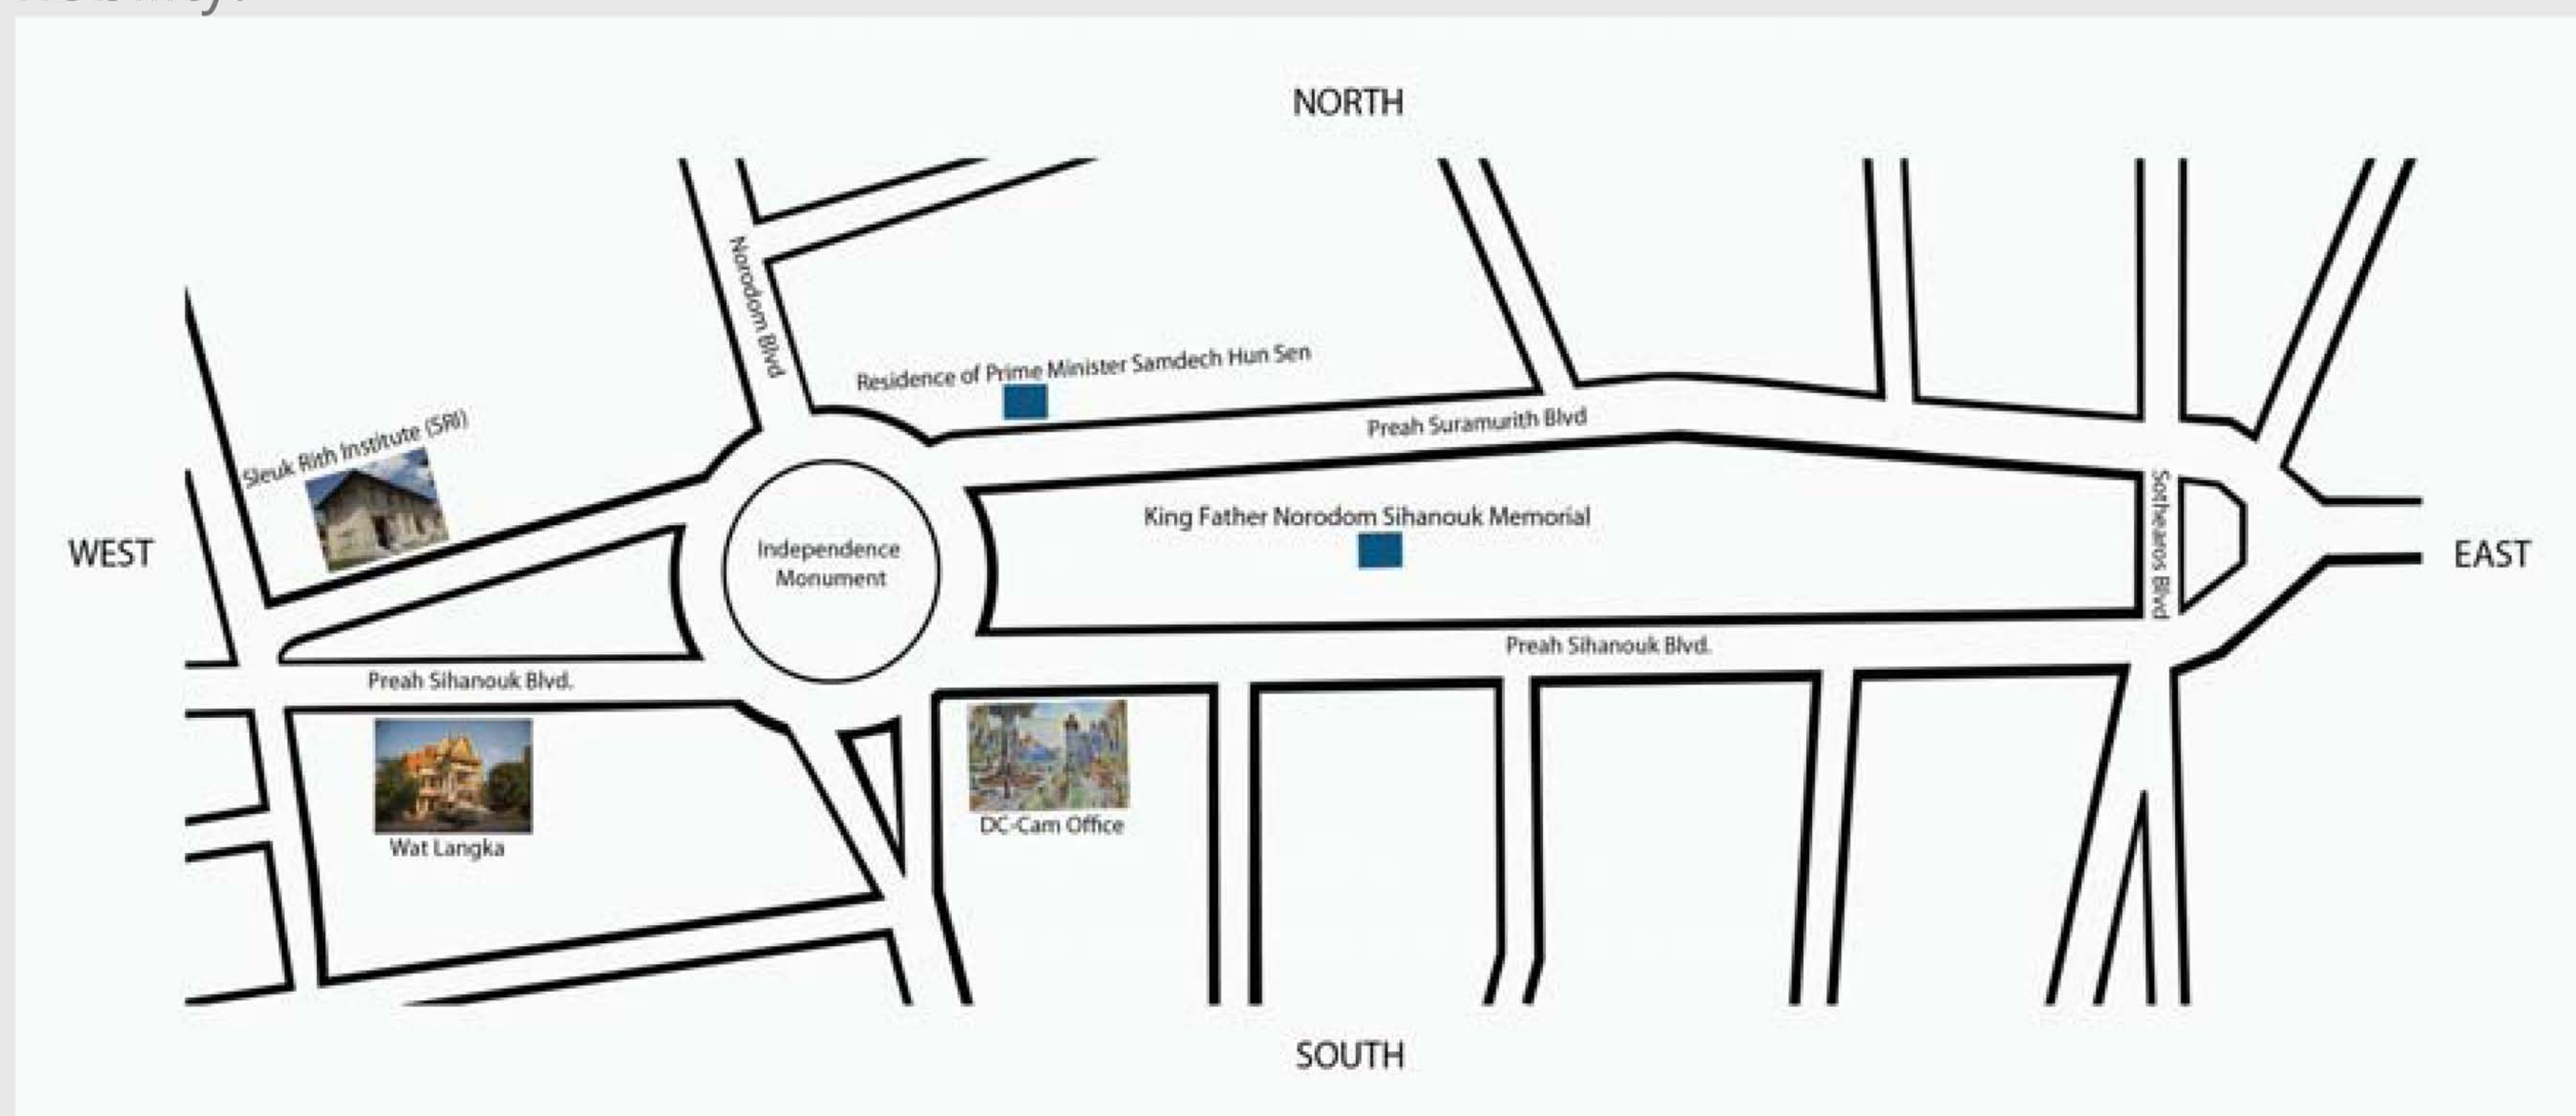 NORTH
Norodom Blvd
Residence of Prime Minister Samdech Hun Sen
Preah Suramurith Blvd
Sleuk Rith Institute (SRI)
King Father Norodom Sihanouk Memorial
Sothearos Blvd
WEST
Independence
Monument
EAST
Preah Sihanouk Blvd.
Preah Sihanouk Blvd.
DC-Cam Office
Wat Langka
SOUTH